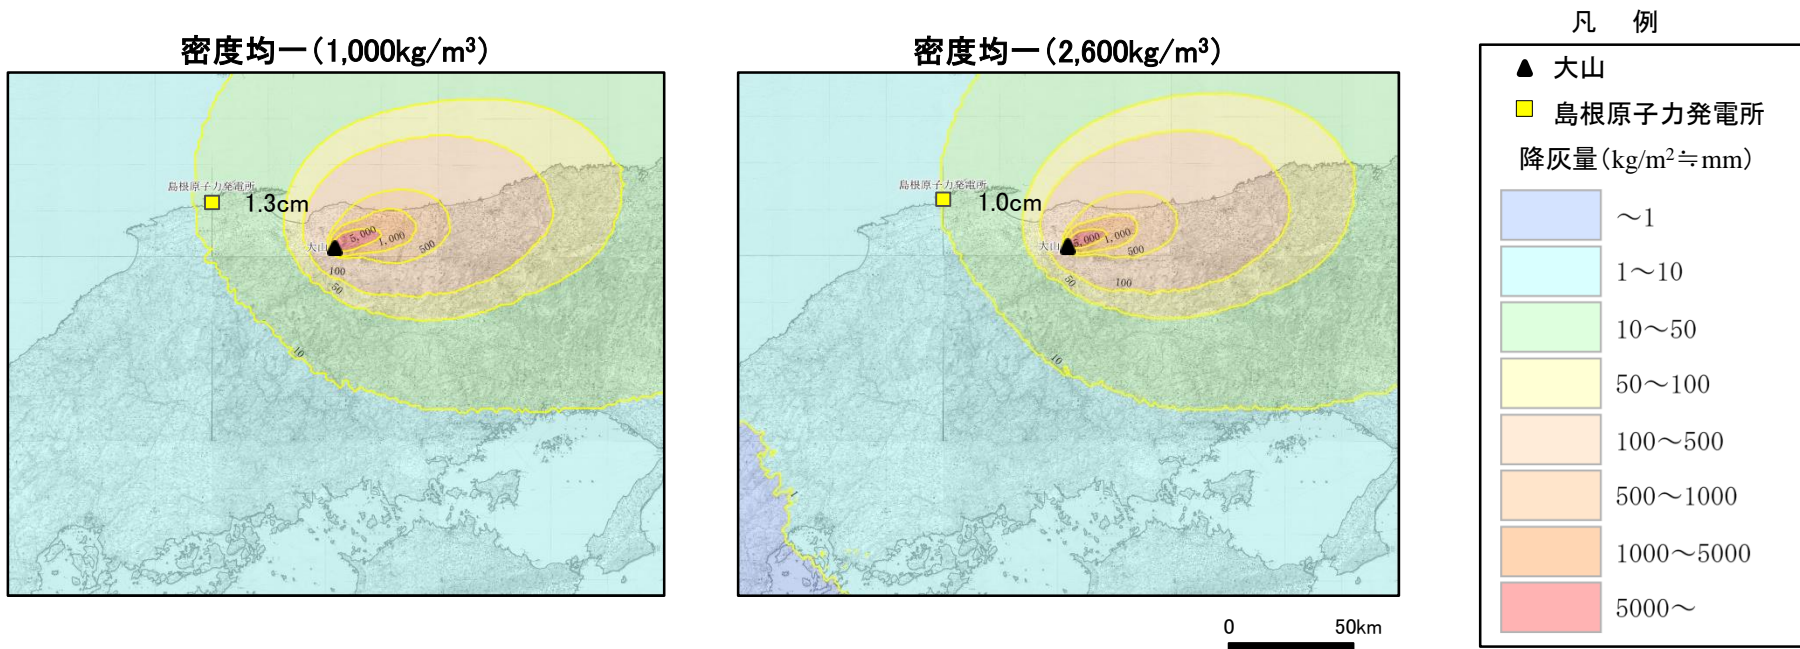 密度均一（1,000kg/m³）
島根原子力発電所
1.3cm
大山
5,000
1,000
500
100
50
10
密度均一（2,600kg/m³）
島根原子力発電所
1.0cm
大山
5,000
1,000
500
50
100
10
0 50km
凡 例
大山
島根原子力発電所
降灰量（kg/m²≒mm）
～1
1～10
10～50
50～100
100～500
500～1000
1000～5000
5000～